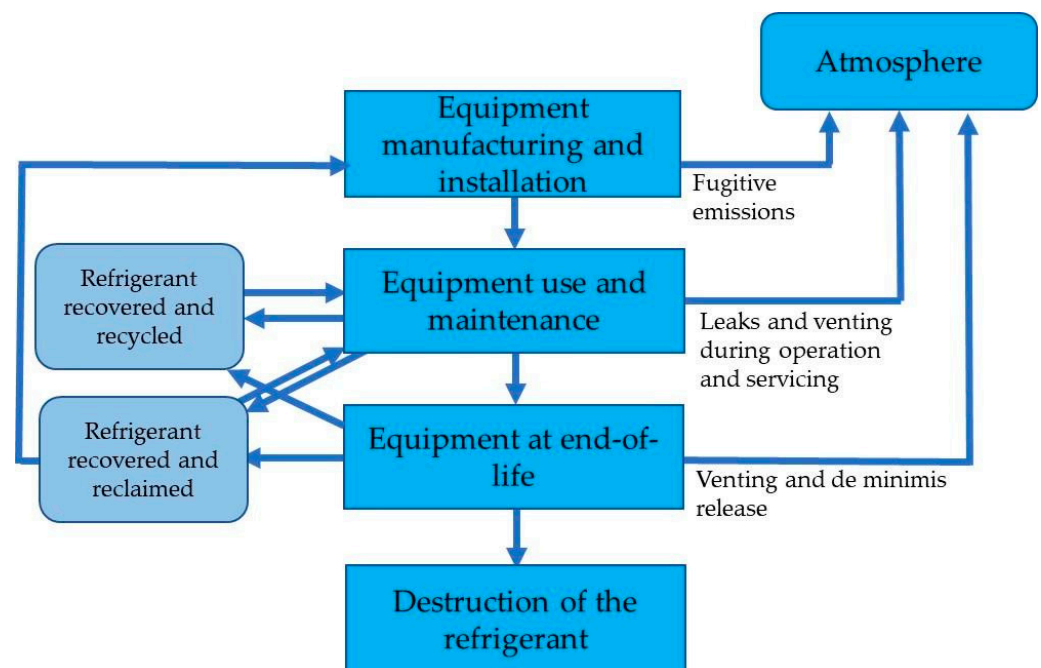 Atmosphere
Equipment
manufacturing and
installation
Fugitive
emissions
Refrigerant
recovered and
recycled
Equipment use and
maintenance
Leaks and venting
during operation
and servicing
Refrigerant
recovered and
reclaimed
Equipment at end-of-
life
Venting and de minimis
release
Destruction of the
refrigerant